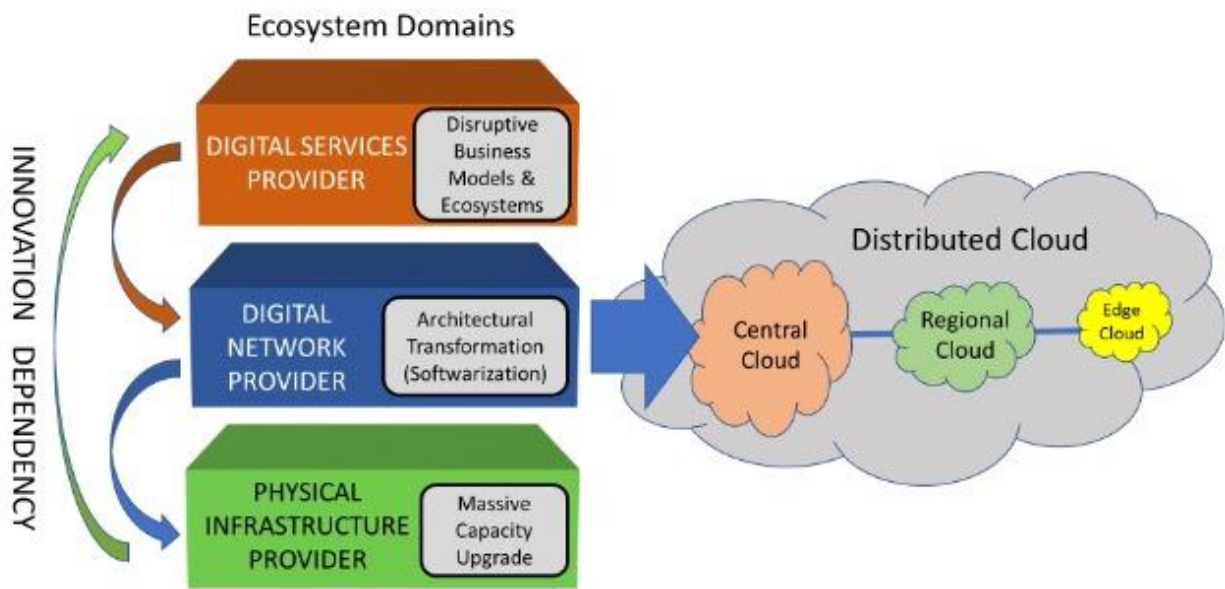 Ecosystem Domains
INNOVATION DEPENDENCY
DIGITAL SERVICES
PROVIDER
Disruptive
Business
Models &
Ecosystems
DIGITAL
NETWORK
PROVIDER
Architectural
Transformation
(Softwarization)
PHYSICAL
INFRASTRUCTURE
PROVIDER
Massive
Capacity
Upgrade
Distributed Cloud
Central
Cloud
Regional
Cloud
Edge
Cloud